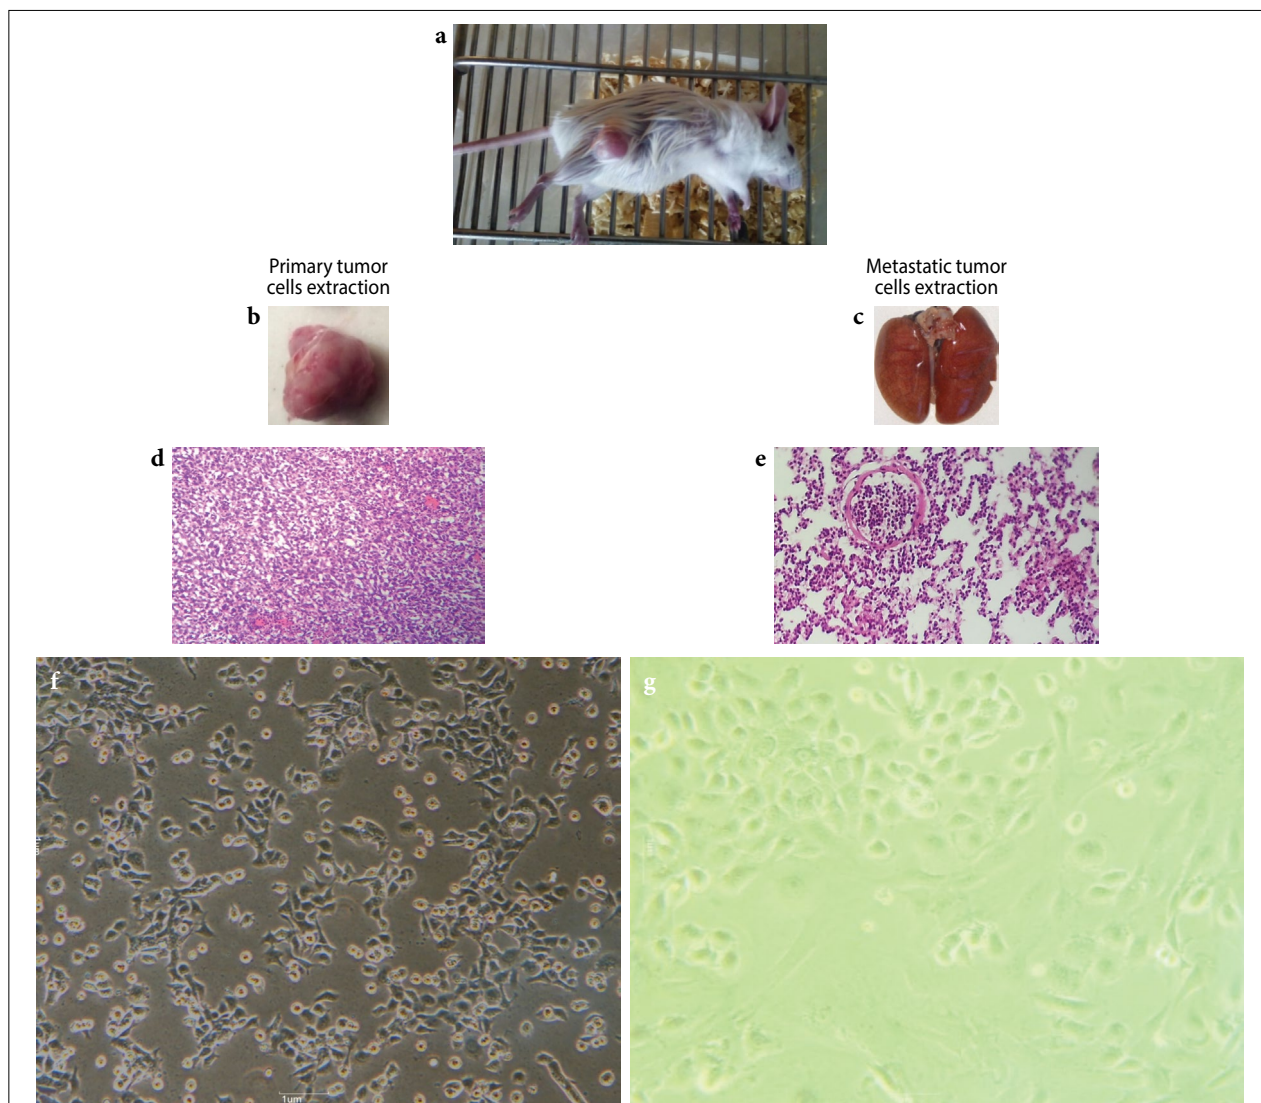 a
Primary tumor
cells extraction
Metastatic tumor
cells extraction
b
c
d
e
f
g
1um